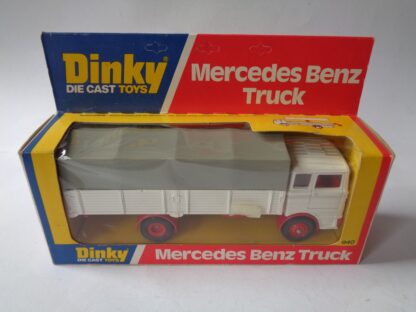 Dinky
DIE CAST TOYS
Mercedes Benz
Truck
Dinky
DIE CAST TOYS
Mercedes Benz Truck
940